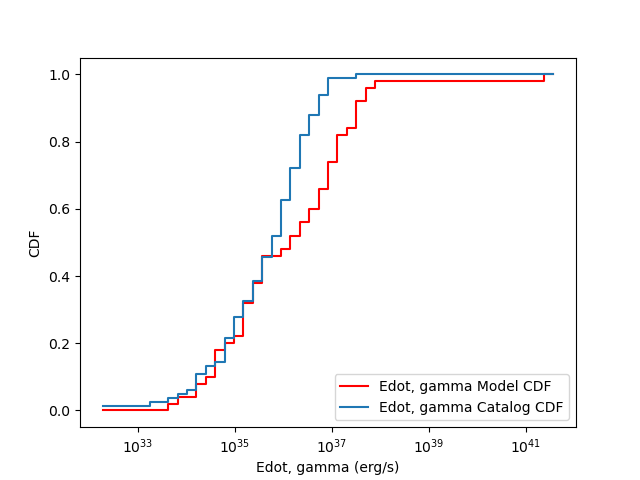 1.0
0.8
0.6
0.4
0.2
0.0
CDF
10^33
10^35
10^37
10^39
10^41
Edot, gamma (erg/s)
Edot, gamma Model CDF
Edot, gamma Catalog CDF